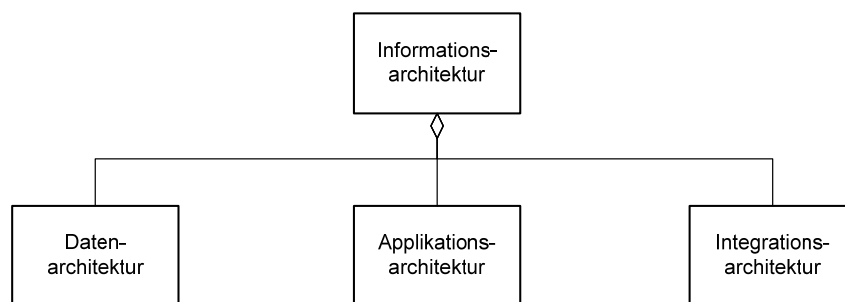 Informations-
architektur
Daten-
architektur
Applikations-
architektur
Integrations-
architektur